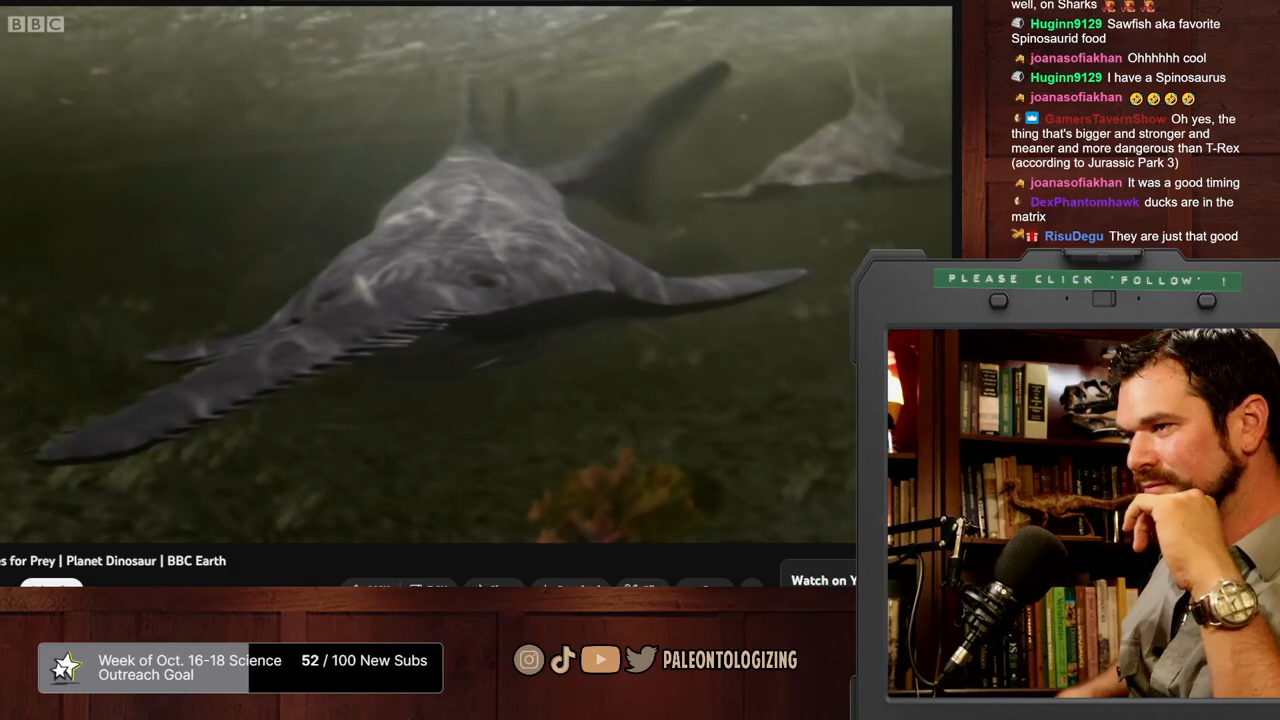 BBC
well, on Sharks
Huginn9129 Sawfish aka favorite
Spinosaurid food
joanasofiakhan Ohhhhhh cool
Huginn9129 I have a Spinosaurus
joanasofiakhan
GamersTavernShow Oh yes, the
thing that's bigger and stronger and
meaner and more dangerous than T-Rex
(according to Jurassic Park 3)
joanasofiakhan It was a good timing
DexPhantomhawk ducks are in the
matrix
RisuDegu They are just that good
PLEASE CLICK 'FOLLOW' !
s for Prey | Planet Dinosaur | BBC Earth
Watch on Y
Week of Oct. 16-18 Science
Outreach Goal
52 / 100 New Subs
PALEONTOLOGIZING